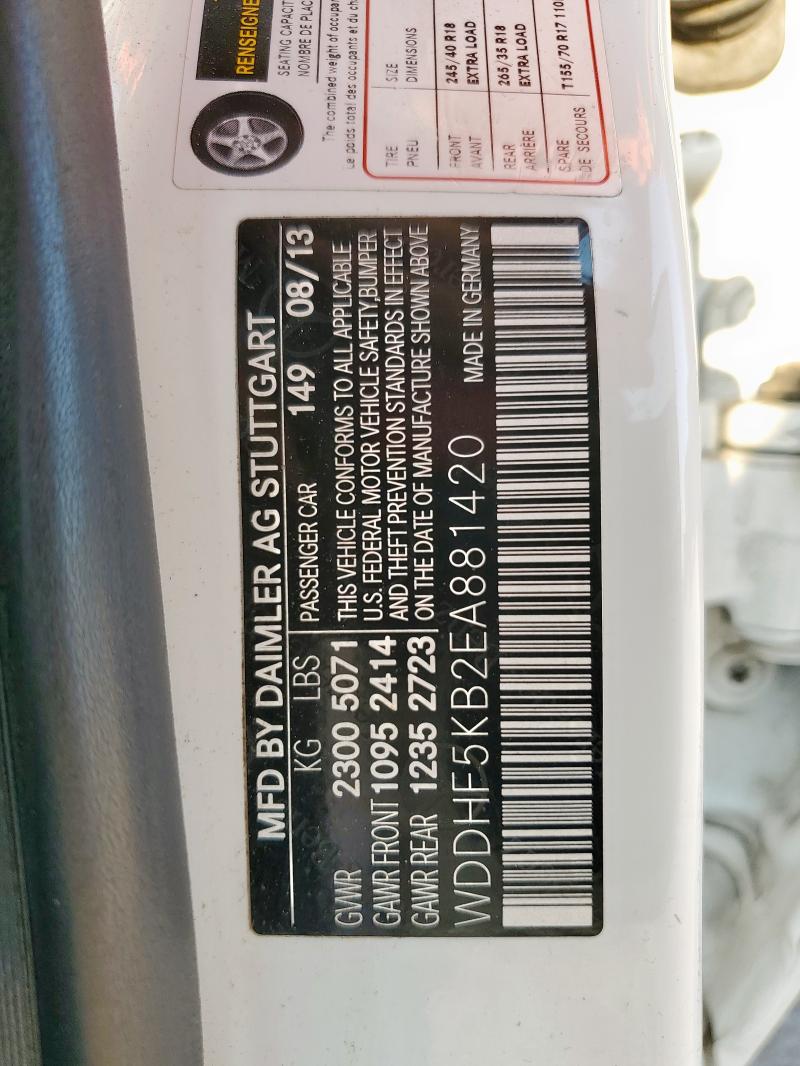 MFD BY DAIMLER AG STUTTGART
KG LBS PASSENGER CAR 149 08/13
GVWR 2300 5071 THIS VEHICLE CONFORMS TO ALL APPLICABLE
GAWR FRONT 1095 2414 U.S. FEDERAL MOTOR VEHICLE SAFETY,BUMPER
GAWR REAR 1235 2723 AND THEFT PREVENTION STANDARDS IN EFFECT
ON THE DATE OF MANUFACTURE SHOWN ABOVE
WDDHF5KB2EA881420 MADE IN GERMANY
RENSEIGNE
SEATING CAPACIT
NOMBRE DE PLAC
The combined weight of occupa
Le poids total des occupants et du ch
TIRE SIZE
PNEU DIMENSIONS
FRONT 245/40 R18
AVANT EXTRA LOAD
REAR 265/35 R18
ARRIÈRE EXTRA LOAD
SPARE T155/70 R17 110
DE SECOURS